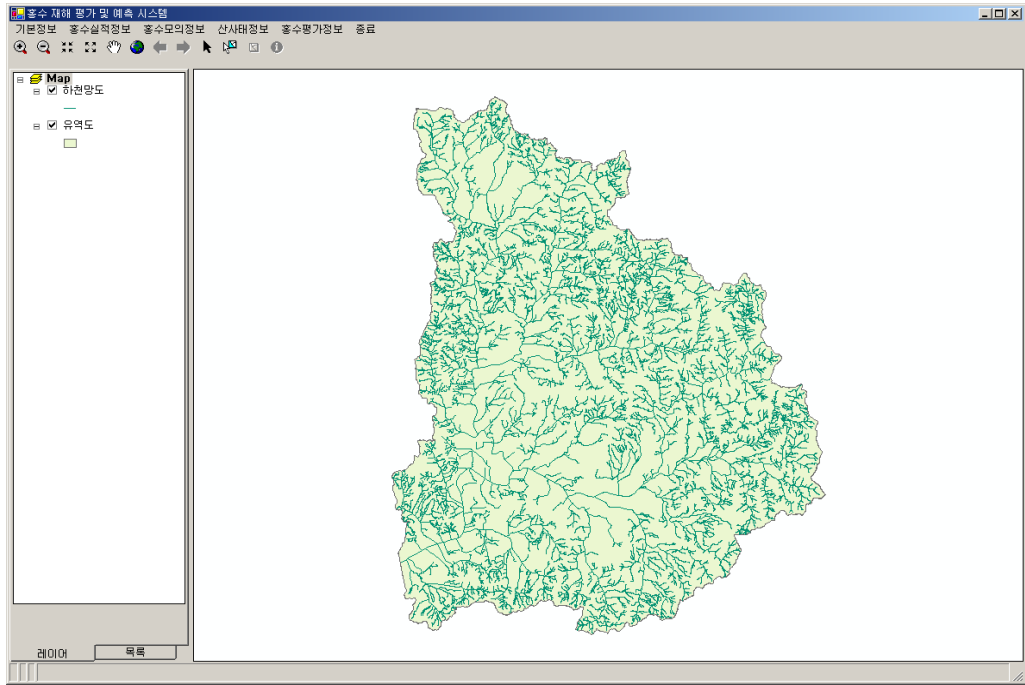 홍수 재해 평가 및 예측 시스템
기본정보 홍수실적정보 홍수모의정보 산사태정보 홍수평가정보 종료
Map
하천망도
유역도
레이어 목록